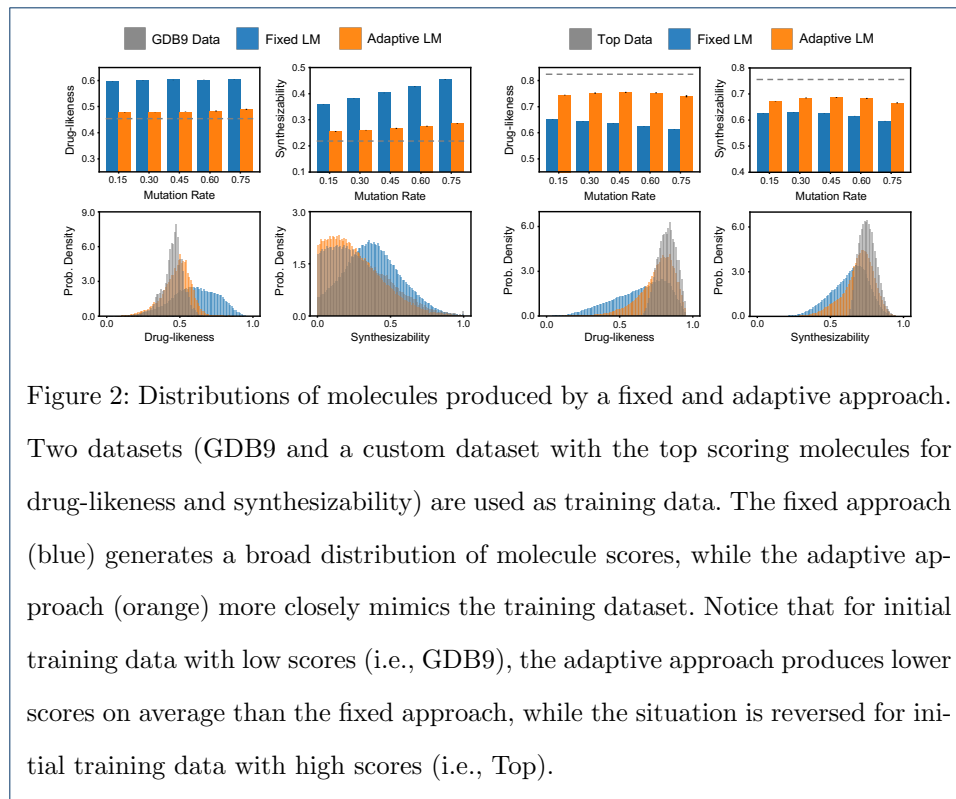 GDB9 Data Fixed LM Adaptive LM
Top Data Fixed LM Adaptive LM
Drug-likeness
0.6
0.5
0.4
0.3
0.15 0.30 0.45 0.60 0.75
Mutation Rate
Synthesizability
0.5
0.4
0.3
0.2
0.1
0.15 0.30 0.45 0.60 0.75
Mutation Rate
Drug-likeness
0.8
0.7
0.6
0.5
0.15 0.30 0.45 0.60 0.75
Mutation Rate
Synthesizability
0.8
0.7
0.6
0.5
0.4
0.15 0.30 0.45 0.60 0.75
Mutation Rate
Prob. Density
9.0
6.0
3.0
0.0
0.0 0.5 1.0
Drug-likeness
Prob. Density
3.0
1.5
0.0
0.0 0.5 1.0
Synthesizability
Prob. Density
6.0
3.0
0.0
0.0 0.5 1.0
Drug-likeness
Prob. Density
6.0
3.0
0.0
0.0 0.5 1.0
Synthesizability
Figure 2: Distributions of molecules produced by a fixed and adaptive approach.
Two datasets (GDB9 and a custom dataset with the top scoring molecules for
drug-likeness and synthesizability) are used as training data. The fixed approach
(blue) generates a broad distribution of molecule scores, while the adaptive ap-
proach (orange) more closely mimics the training dataset. Notice that for initial
training data with low scores (i.e., GDB9), the adaptive approach produces lower
scores on average than the fixed approach, while the situation is reversed for ini-
tial training data with high scores (i.e., Top).